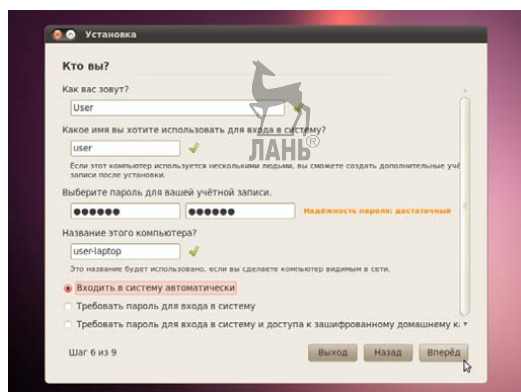 Установка
Кто вы?
Как вас зовут?
User
Какое имя вы хотите использовать для входа в систему?
user
ЛАНЬ®
Если этот компьютер используется несколькими людьми, вы сможете создать дополнительные учё
записи после установки.
Выберите пароль для вашей учётной записи.
●●●●●● ●●●●●● Надёжность пароля: достаточный
Название этого компьютера?
user-laptop
Это название будет использовано, если вы сделаете компьютер видимым в сети.
Входить в систему автоматически
Требовать пароль для входа в систему
Требовать пароль для входа в систему и доступа к зашифрованному домашнему к
Шаг 6 из 9 Выход Назад Вперёд